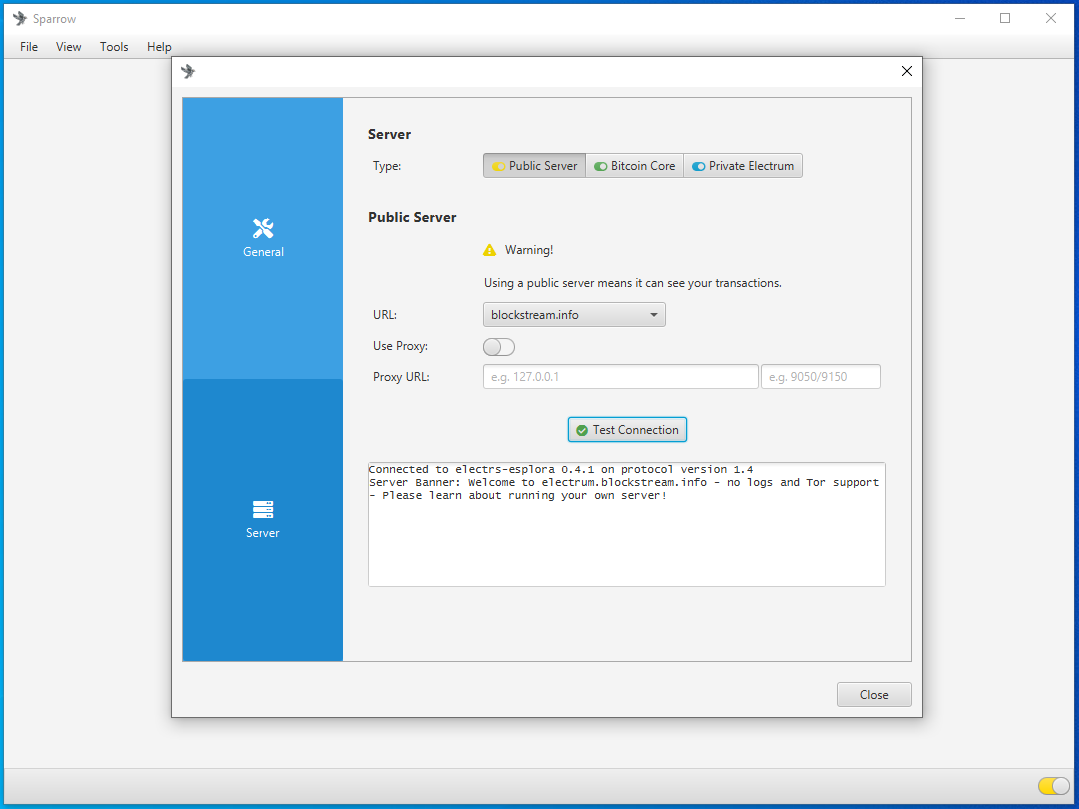 Sparrow
File View Tools Help
General
Server
Server
Type: Public Server Bitcoin Core Private Electrum
Public Server
Warning!
Using a public server means it can see your transactions.
URL: blockstream.info
Use Proxy:
Proxy URL: e.g. 127.0.0.1 e.g. 9050/9150
Test Connection
Connected to electrs-esplora 0.4.1 on protocol version 1.4
Server Banner: Welcome to electrum.blockstream.info - no logs and Tor support
- Please learn about running your own server!
Close